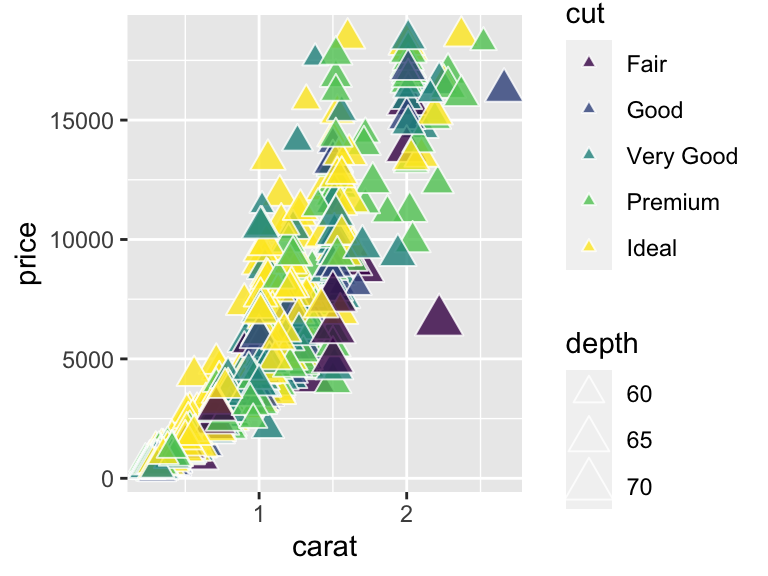 cut
Fair
Good
Very Good
Premium
Ideal
depth
60
65
70
price
15000
10000
5000
0
1
2
carat